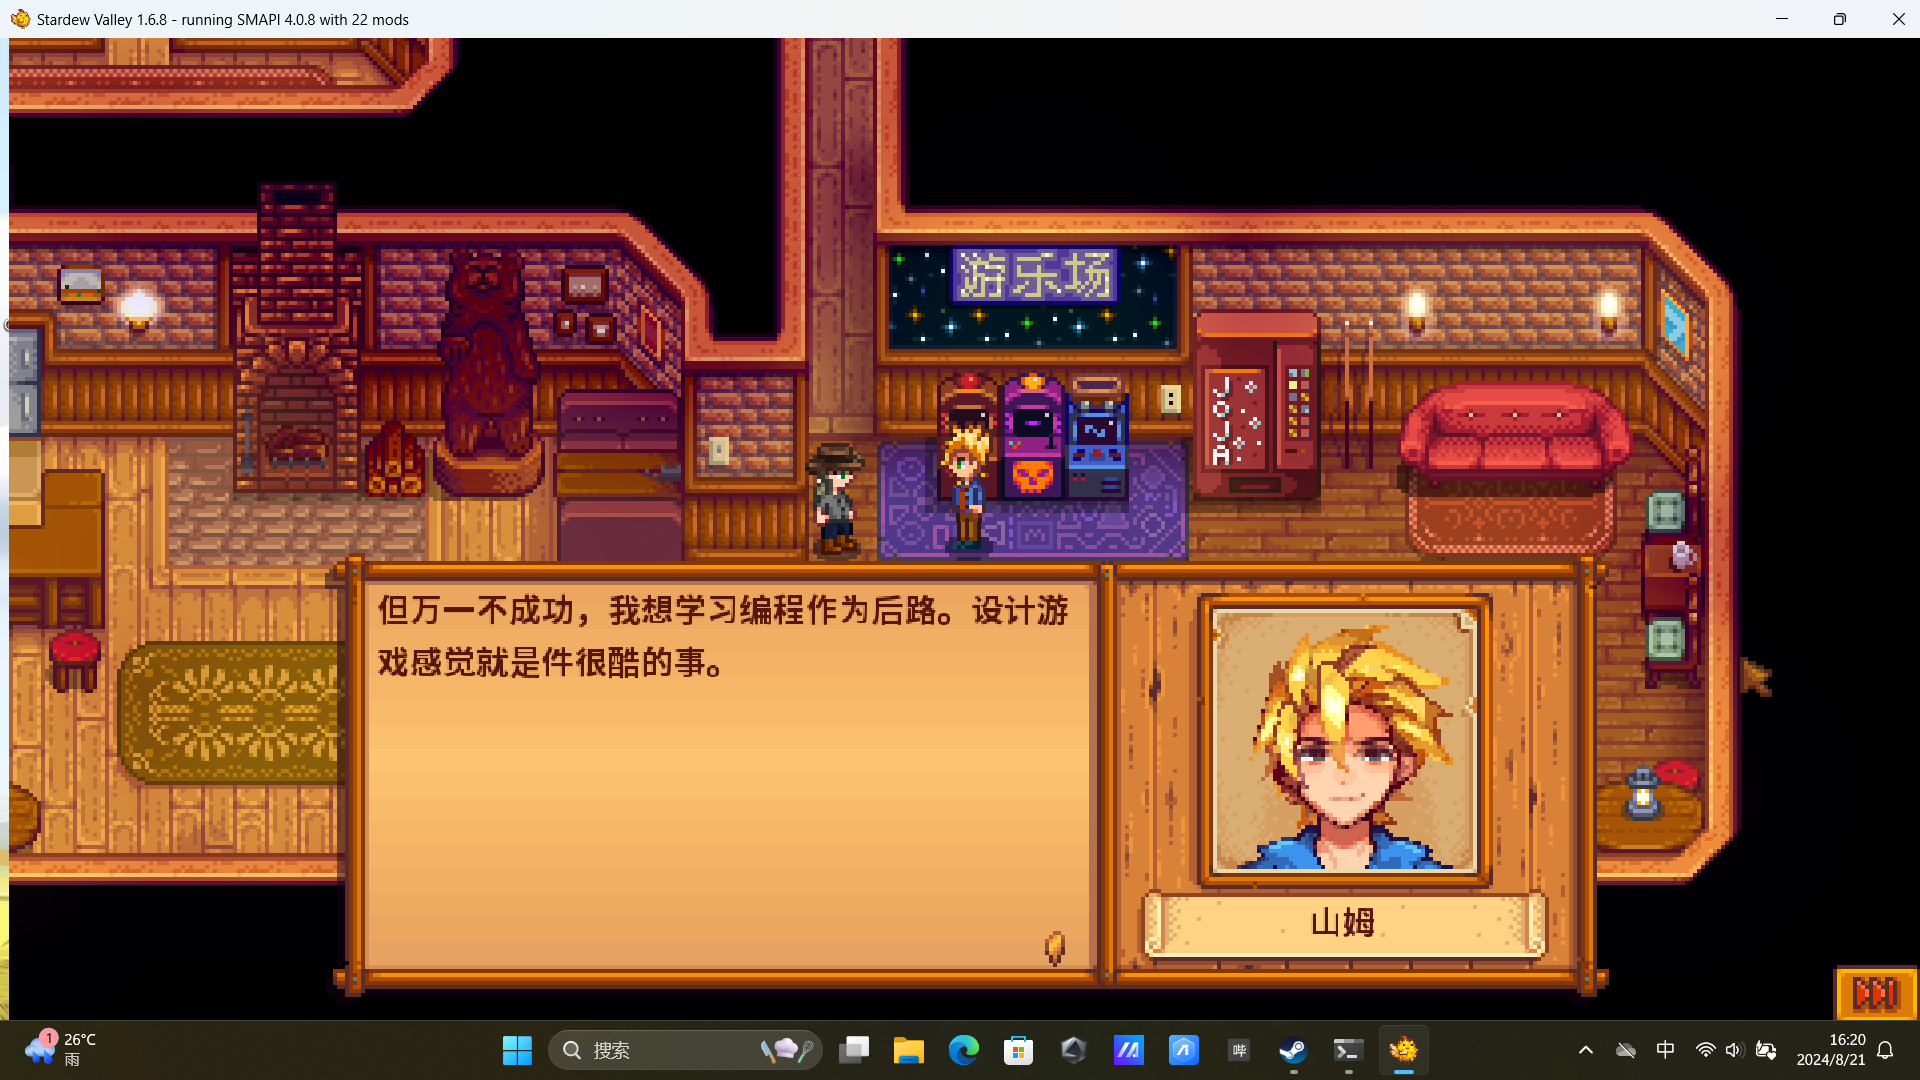 Stardew Valley 1.6.8 - running SMAPI 4.0.8 with 22 mods
游乐场
JOJA
但万一不成功，我想学习编程作为后路。设计游
戏感觉就是件很酷的事。
山姆
1
26°C
雨
搜索
哔
中
16:20
2024/8/21